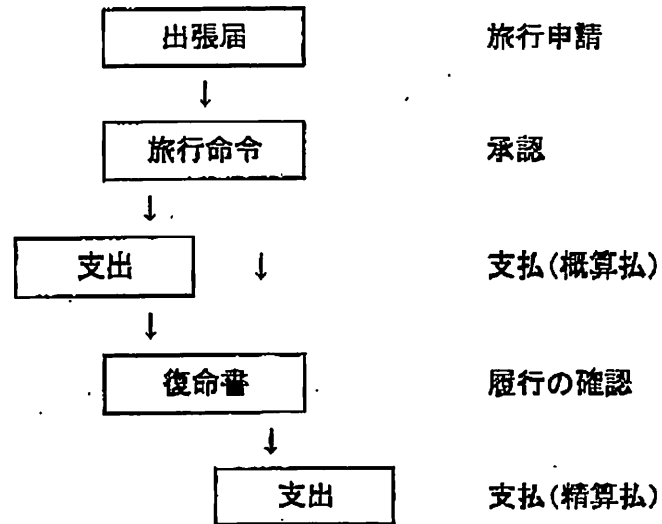 出張届 旅行申請
↓
旅行命令 承認
↓
支出 ↓ 支払(概算払)
↓
復命書 履行の確認
↓
支出 支払(精算払)